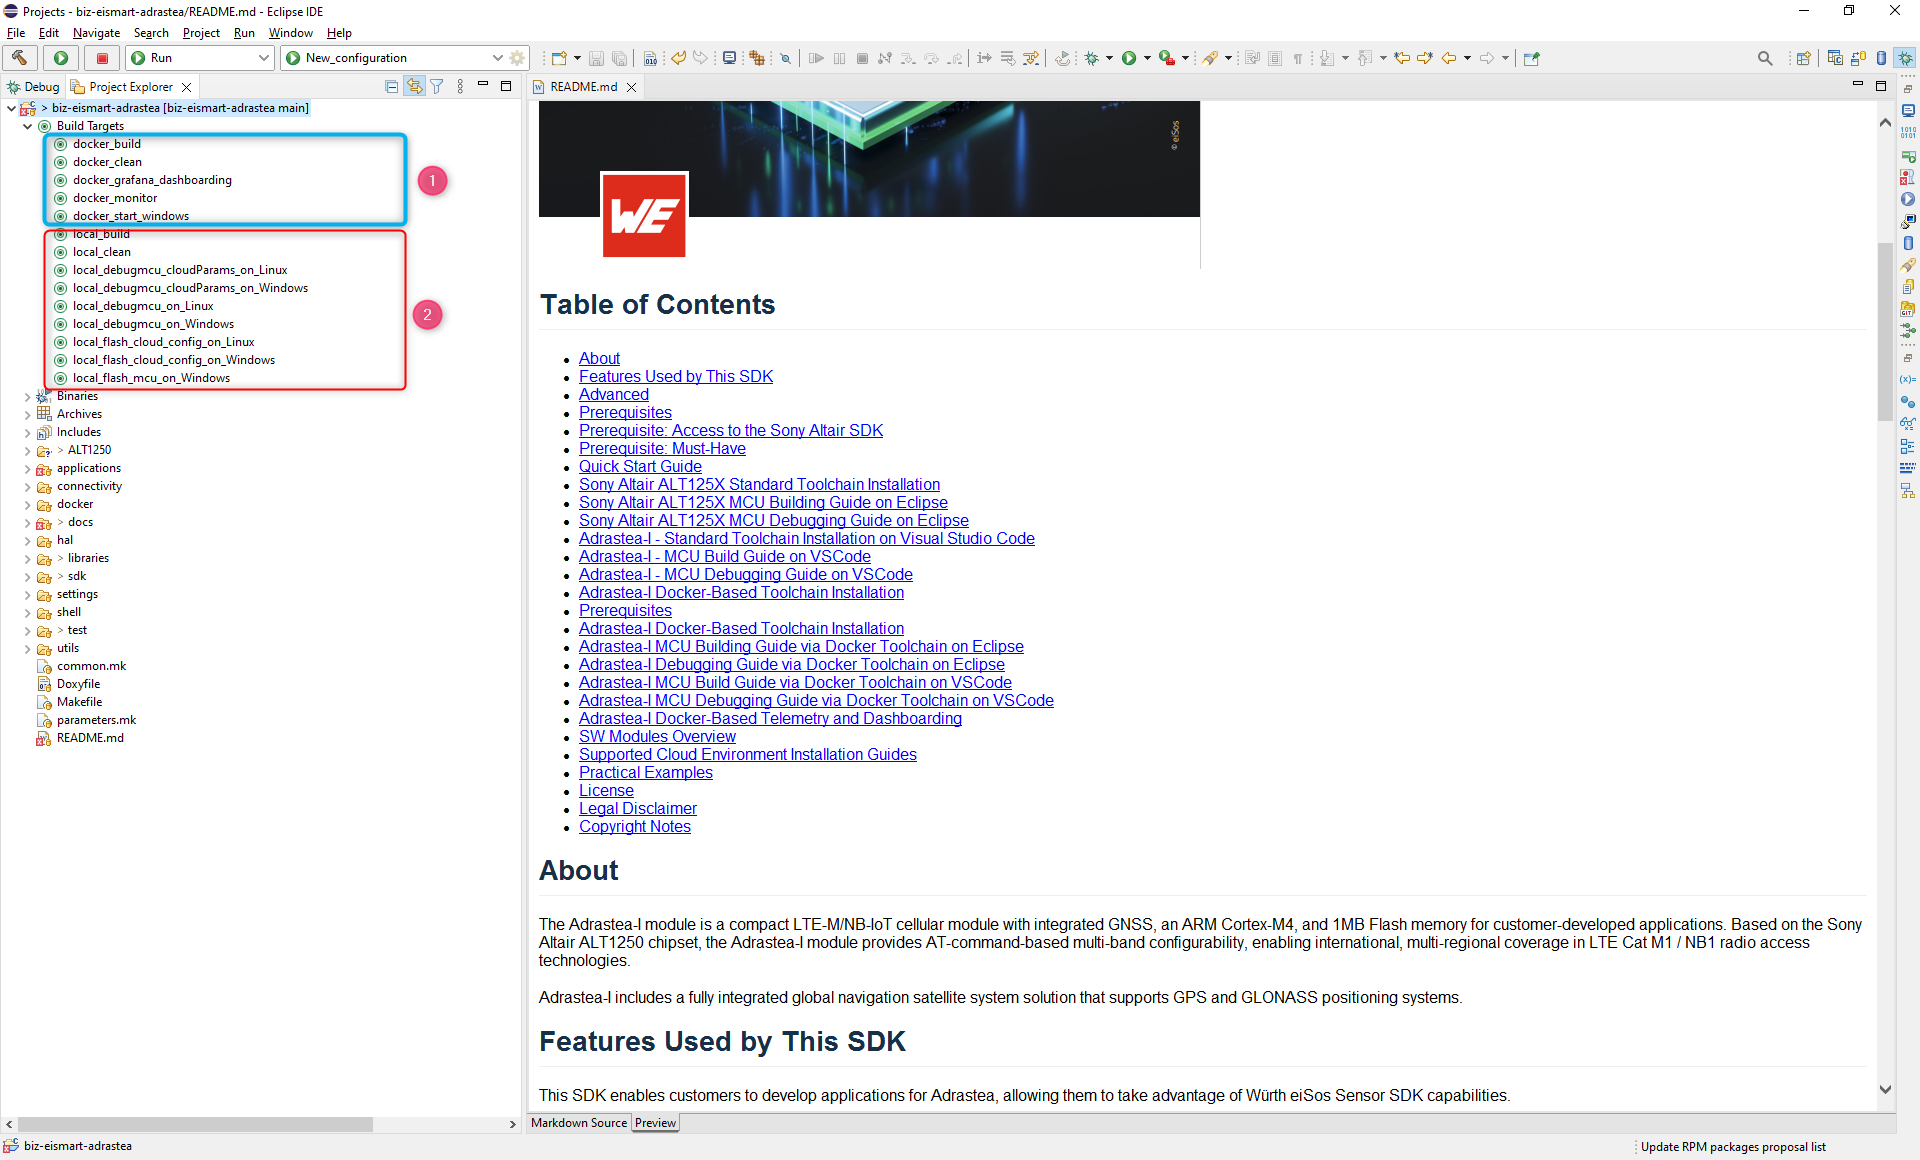 Projects - biz-eismart-adrastea/README.md - Eclipse IDE
File Edit Navigate Search Project Run Window Help
Run
New_configuration
Debug
Project Explorer
> biz-eismart-adrastea [biz-eismart-adrastea main]
Build Targets
docker_build
docker_clean
docker_grafana_dashboarding
docker_monitor
docker_start_windows
1
local_build
local_clean
local_debugmcu_cloudParams_on_Linux
local_debugmcu_cloudParams_on_Windows
local_debugmcu_on_Linux
local_debugmcu_on_Windows
local_flash_cloud_config_on_Linux
local_flash_cloud_config_on_Windows
local_flash_mcu_on_Windows
2
Binaries
Archives
Includes
> ALT1250
applications
connectivity
docker
> docs
hal
> libraries
> sdk
settings
shell
> test
utils
common.mk
Doxyfile
Makefile
parameters.mk
README.md
README.md
© eiSos
WE
Table of Contents
About
Features Used by This SDK
Advanced
Prerequisites
Prerequisite: Access to the Sony Altair SDK
Prerequisite: Must-Have
Quick Start Guide
Sony Altair ALT125X Standard Toolchain Installation
Sony Altair ALT125X MCU Building Guide on Eclipse
Sony Altair ALT125X MCU Debugging Guide on Eclipse
Adrastea-I - Standard Toolchain Installation on Visual Studio Code
Adrastea-I - MCU Build Guide on VSCode
Adrastea-I - MCU Debugging Guide on VSCode
Adrastea-I Docker-Based Toolchain Installation
Prerequisites
Adrastea-I Docker-Based Toolchain Installation
Adrastea-I MCU Building Guide via Docker Toolchain on Eclipse
Adrastea-I Debugging Guide via Docker Toolchain on Eclipse
Adrastea-I MCU Build Guide via Docker Toolchain on VSCode
Adrastea-I MCU Debugging Guide via Docker Toolchain on VSCode
Adrastea-I Docker-Based Telemetry and Dashboarding
SW Modules Overview
Supported Cloud Environment Installation Guides
Practical Examples
License
Legal Disclaimer
Copyright Notes
About
The Adrastea-I module is a compact LTE-M/NB-IoT cellular module with integrated GNSS, an ARM Cortex-M4, and 1MB Flash memory for customer-developed applications. Based on the Sony
Altair ALT1250 chipset, the Adrastea-I module provides AT-command-based multi-band configurability, enabling international, multi-regional coverage in LTE Cat M1 / NB1 radio access
technologies.
Adrastea-I includes a fully integrated global navigation satellite system solution that supports GPS and GLONASS positioning systems.
Features Used by This SDK
This SDK enables customers to develop applications for Adrastea, allowing them to take advantage of Würth eiSos Sensor SDK capabilities.
Markdown Source Preview
biz-eismart-adrastea
Update RPM packages proposal list